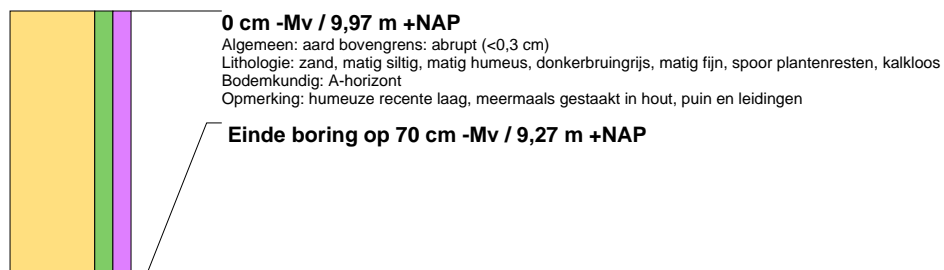 0 cm -Mv / 9,97 m +NAP
Algemeen: aard bovengrens: abrupt (<0,3 cm)
Lithologie: zand, matig siltig, matig humeus, donkerbruingrijs, matig fijn, spoor plantenresten, kalkloos
Bodemkundig: A-horizont
Opmerking: humeuze recente laag, meermaals gestaakt in hout, puin en leidingen
Einde boring op 70 cm -Mv / 9,27 m +NAP